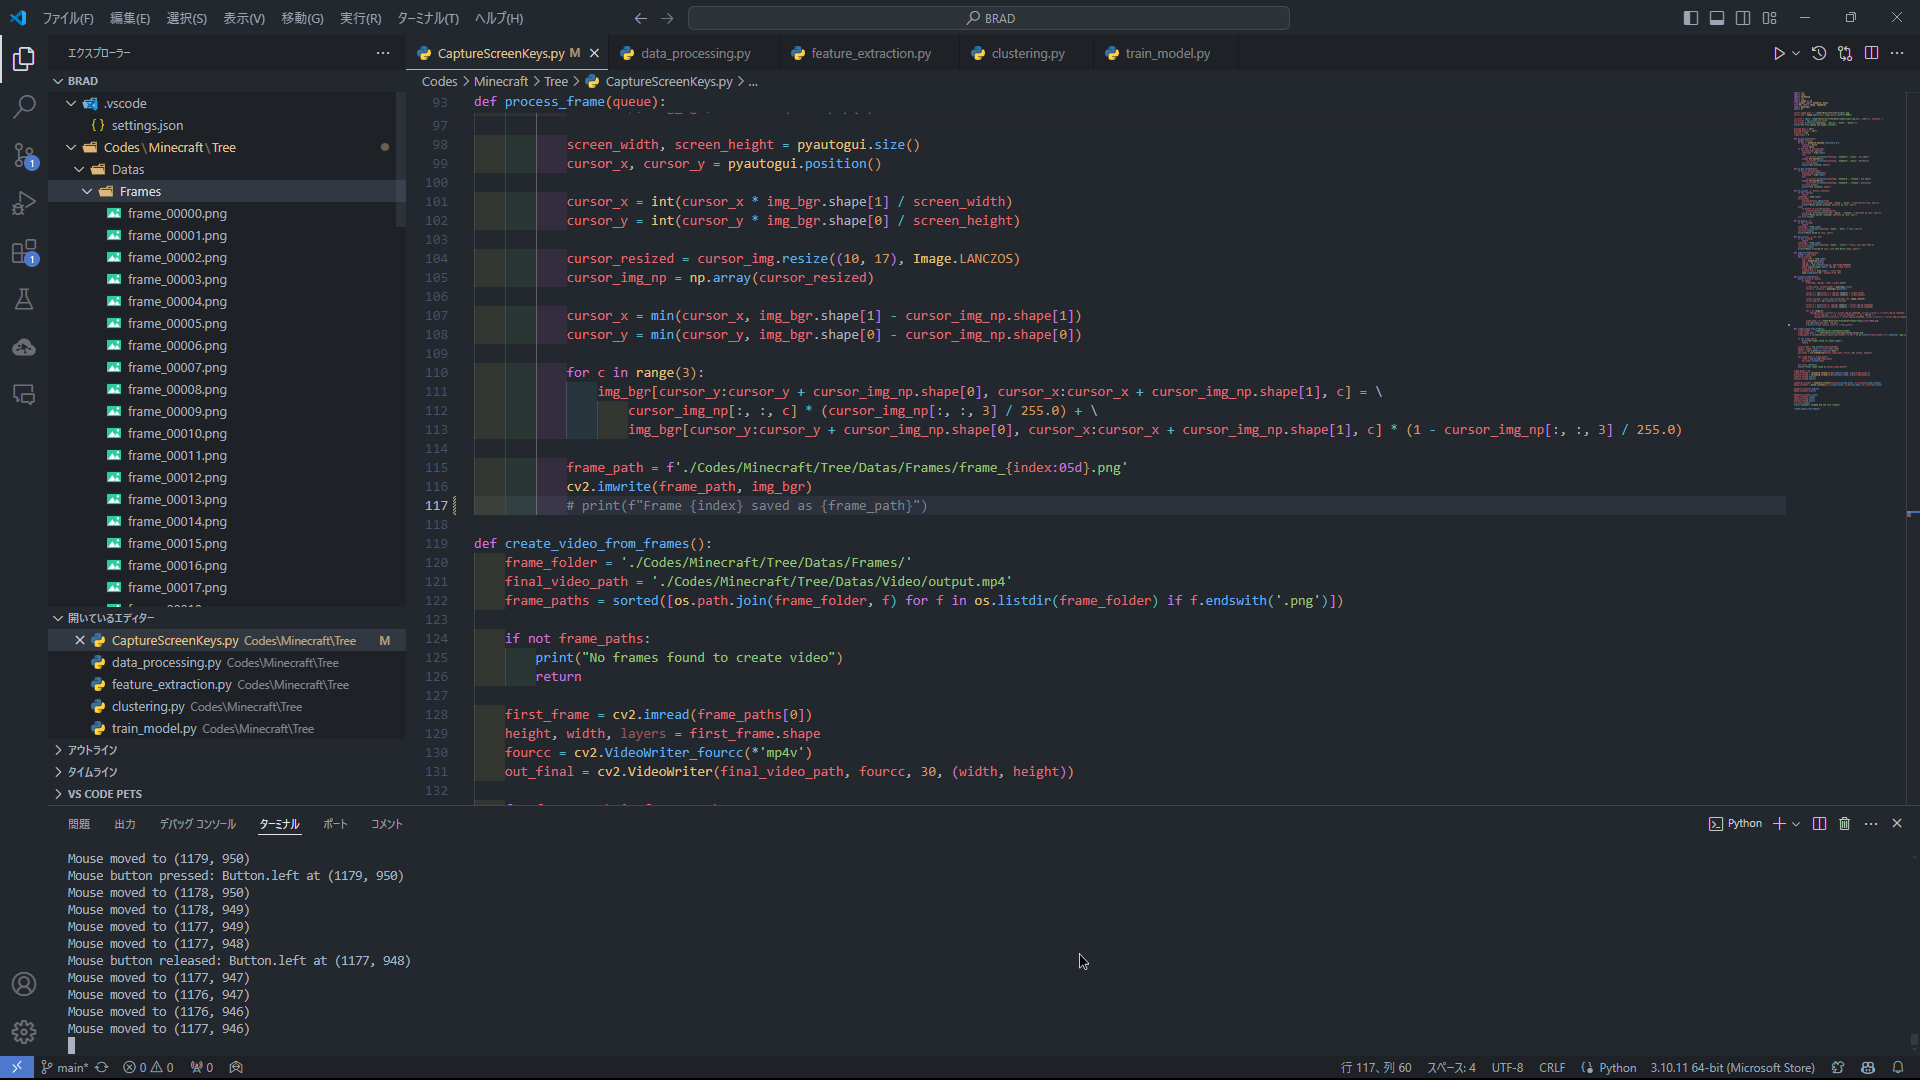 ファイル(F) 編集(E) 選択(S) 表示(V) 移動(G) 実行(R) ターミナル(T) ヘルプ(H)
BRAD
エクスプローラー
BRAD
.vscode
{} settings.json
Codes\Minecraft\Tree
Datas
Frames
frame_00000.png
frame_00001.png
frame_00002.png
frame_00003.png
frame_00004.png
frame_00005.png
frame_00006.png
frame_00007.png
frame_00008.png
frame_00009.png
frame_00010.png
frame_00011.png
frame_00012.png
frame_00013.png
frame_00014.png
frame_00015.png
frame_00016.png
frame_00017.png
開いているエディター
CaptureScreenKeys.py Codes\Minecraft\Tree M
data_processing.py Codes\Minecraft\Tree
feature_extraction.py Codes\Minecraft\Tree
clustering.py Codes\Minecraft\Tree
train_model.py Codes\Minecraft\Tree
アウトライン
タイムライン
VS CODE PETS
1
1
CaptureScreenKeys.py M data_processing.py feature_extraction.py clustering.py train_model.py
Codes > Minecraft > Tree > CaptureScreenKeys.py > ...
93 def process_frame(queue):
97
98 screen_width, screen_height = pyautogui.size()
99 cursor_x, cursor_y = pyautogui.position()
100
101 cursor_x = int(cursor_x * img_bgr.shape[1] / screen_width)
102 cursor_y = int(cursor_y * img_bgr.shape[0] / screen_height)
103
104 cursor_resized = cursor_img.resize((10, 17), Image.LANCZOS)
105 cursor_img_np = np.array(cursor_resized)
106
107 cursor_x = min(cursor_x, img_bgr.shape[1] - cursor_img_np.shape[1])
108 cursor_y = min(cursor_y, img_bgr.shape[0] - cursor_img_np.shape[0])
109
110 for c in range(3):
111 img_bgr[cursor_y:cursor_y + cursor_img_np.shape[0], cursor_x:cursor_x + cursor_img_np.shape[1], c] = \
112 cursor_img_np[:, :, c] * (cursor_img_np[:, :, 3] / 255.0) + \
113 img_bgr[cursor_y:cursor_y + cursor_img_np.shape[0], cursor_x:cursor_x + cursor_img_np.shape[1], c] * (1 - cursor_img_np[:, :, 3] / 255.0)
114
115 frame_path = f'./Codes/Minecraft/Tree/Datas/Frames/frame_{index:05d}.png'
116 cv2.imwrite(frame_path, img_bgr)
117 # print(f"Frame {index} saved as {frame_path}")
118
119 def create_video_from_frames():
120 frame_folder = './Codes/Minecraft/Tree/Datas/Frames/'
121 final_video_path = './Codes/Minecraft/Tree/Datas/Video/output.mp4'
122 frame_paths = sorted([os.path.join(frame_folder, f) for f in os.listdir(frame_folder) if f.endswith('.png')])
123
124 if not frame_paths:
125 print("No frames found to create video")
126 return
127
128 first_frame = cv2.imread(frame_paths[0])
129 height, width, layers = first_frame.shape
130 fourcc = cv2.VideoWriter_fourcc(*'mp4v')
131 out_final = cv2.VideoWriter(final_video_path, fourcc, 30, (width, height))
132
問題 出力 デバッグ コンソール ターミナル ポート コメント
Python
Mouse moved to (1179, 950)
Mouse button pressed: Button.left at (1179, 950)
Mouse moved to (1178, 950)
Mouse moved to (1178, 949)
Mouse moved to (1177, 949)
Mouse moved to (1177, 948)
Mouse button released: Button.left at (1177, 948)
Mouse moved to (1177, 947)
Mouse moved to (1176, 947)
Mouse moved to (1176, 946)
Mouse moved to (1177, 946)
main* 0 0 0
行 117、列 60 スペース: 4 UTF-8 CRLF Python 3.10.11 64-bit (Microsoft Store)